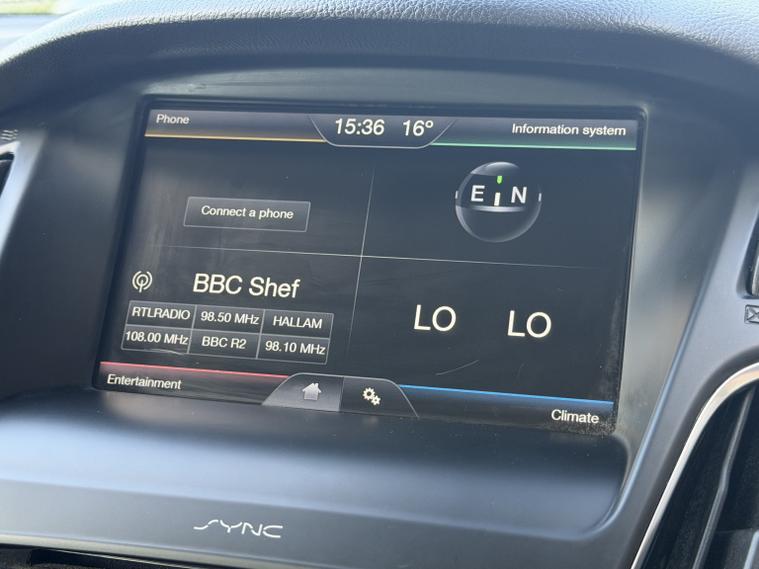 Phone
15:36 16°
Information system
Connect a phone
E N
BBC Shef
RTLRADIO 98.50 MHz HALLAM
108.00 MHz BBC R2 98.10 MHz
LO LO
Entertainment
Climate
SYNC